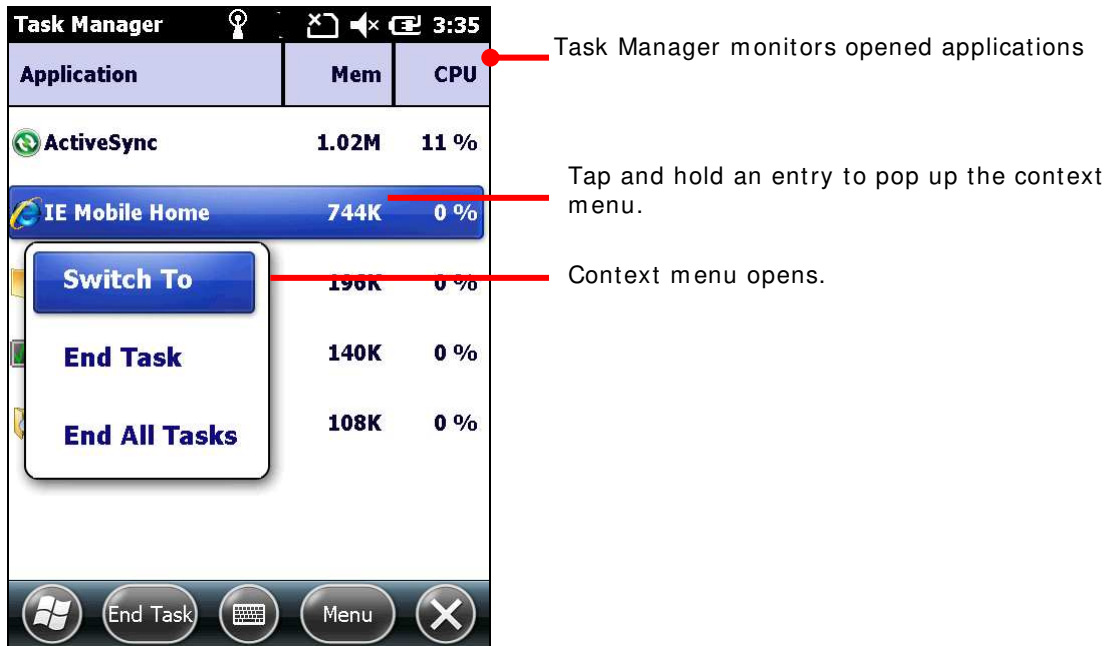 Task Manager 3:35
Task Manager monitors opened applications
Application Mem CPU
ActiveSync 1.02M 11 %
Tap and hold an entry to pop up the context
menu.
IE Mobile Home 744K 0 %
Switch To 196K 0 %
Context menu opens.
End Task 140K 0 %
End All Tasks 108K 0 %
End Task Menu